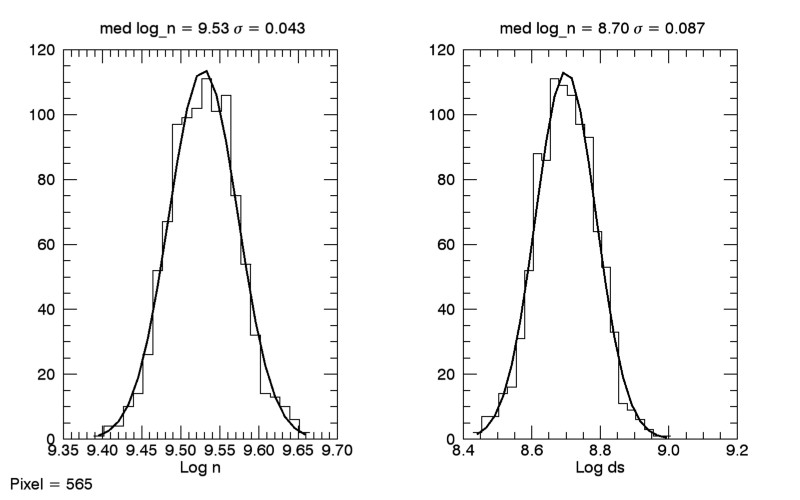 med log_n = 9.53 σ = 0.043
120
100
80
60
40
20
0
9.35 9.40 9.45 9.50 9.55 9.60 9.65 9.70
Log n
med log_n = 8.70 σ = 0.087
120
100
80
60
40
20
0
8.4 8.6 8.8 9.0 9.2
Log ds
Pixel = 565